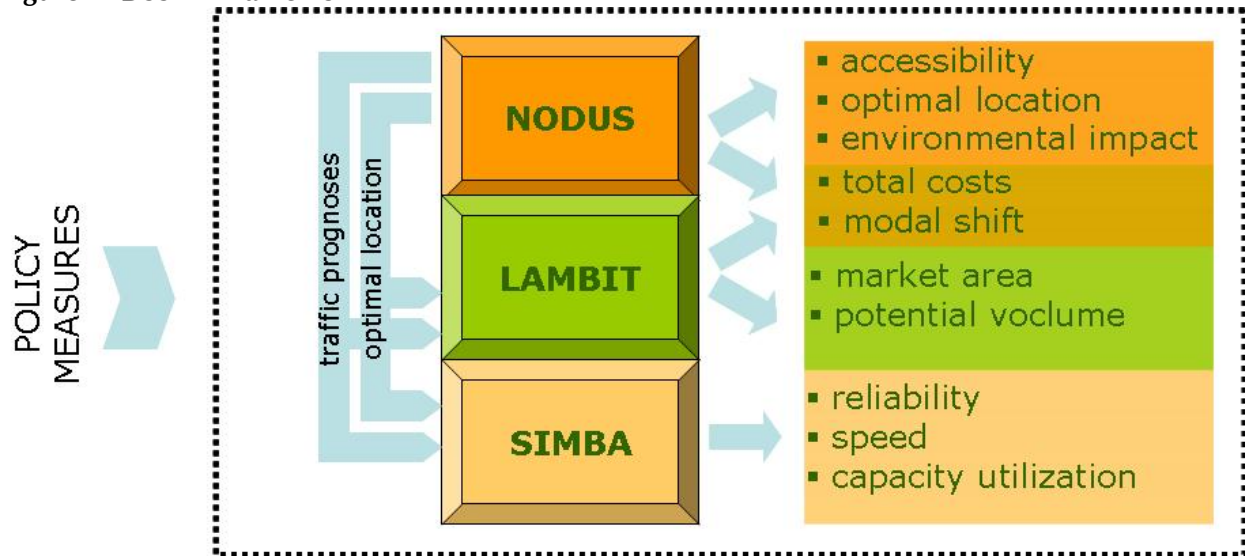 POLICY
MEASURES
traffic prognoses
optimal location
NODUS
LAMBIT
SIMBA
▪ accessibility
▪ optimal location
▪ environmental impact
▪ total costs
▪ modal shift
▪ market area
▪ potential voclume
▪ reliability
▪ speed
▪ capacity utilization